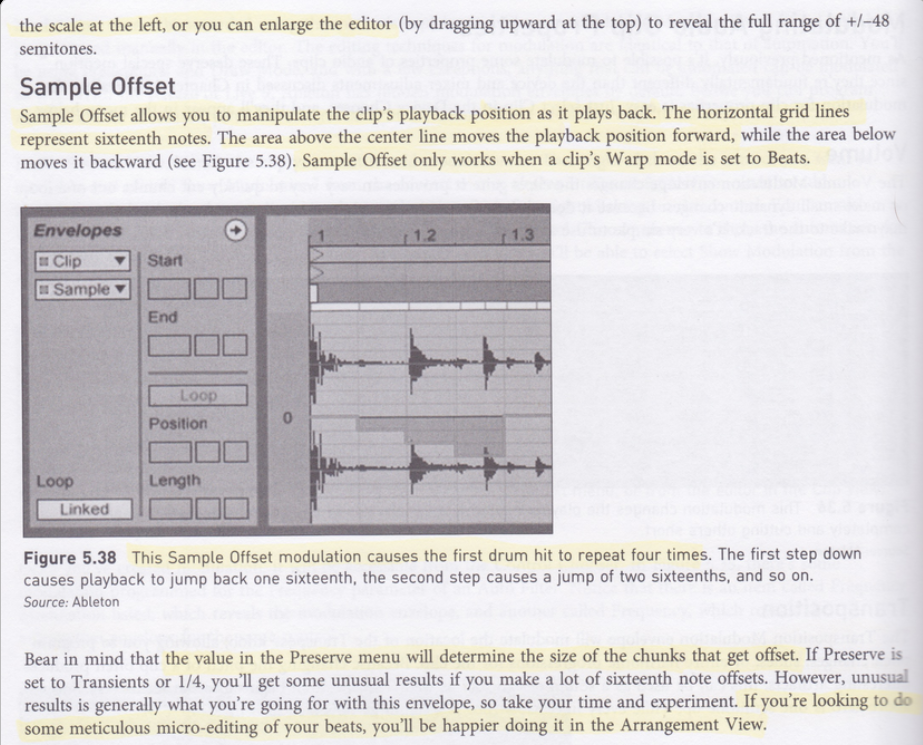 the scale at the left, or you can enlarge the editor (by dragging upward at the top) to reveal the full range of +/–48
semitones.
Sample Offset
Sample Offset allows you to manipulate the clip's playback position as it plays back. The horizontal grid lines
represent sixteenth notes. The area above the center line moves the playback position forward, while the area below
moves it backward (see Figure 5.38). Sample Offset only works when a clip's Warp mode is set to Beats.
Envelopes
Clip
Sample
Loop
Linked
Start
End
Loop
Position
Length
1
1.2
1.3
0
Figure 5.38 This Sample Offset modulation causes the first drum hit to repeat four times. The first step down
causes playback to jump back one sixteenth, the second step causes a jump of two sixteenths, and so on.
Source: Ableton
Bear in mind that the value in the Preserve menu will determine the size of the chunks that get offset. If Preserve is
set to Transients or 1/4, you'll get some unusual results if you make a lot of sixteenth note offsets. However, unusual
results is generally what you're going for with this envelope, so take your time and experiment. If you're looking to do
some meticulous micro-editing of your beats, you'll be happier doing it in the Arrangement View.